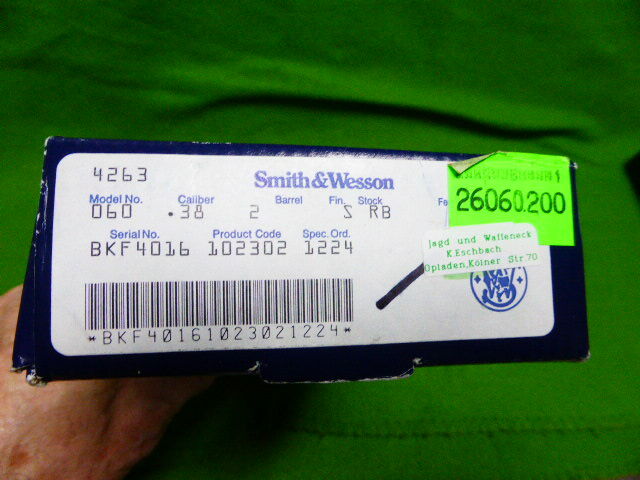 4263
Smith & Wesson
Model No. Caliber Barrel Fin. Stock
060 .38 2 S RB
26060.200
Serial No. Product Code Spec. Ord.
BKF4016 102302 1224
Jagd und Waffeneck
K.Eschbach
Opladen,Kölner Str.70
*BKF40161023021224*